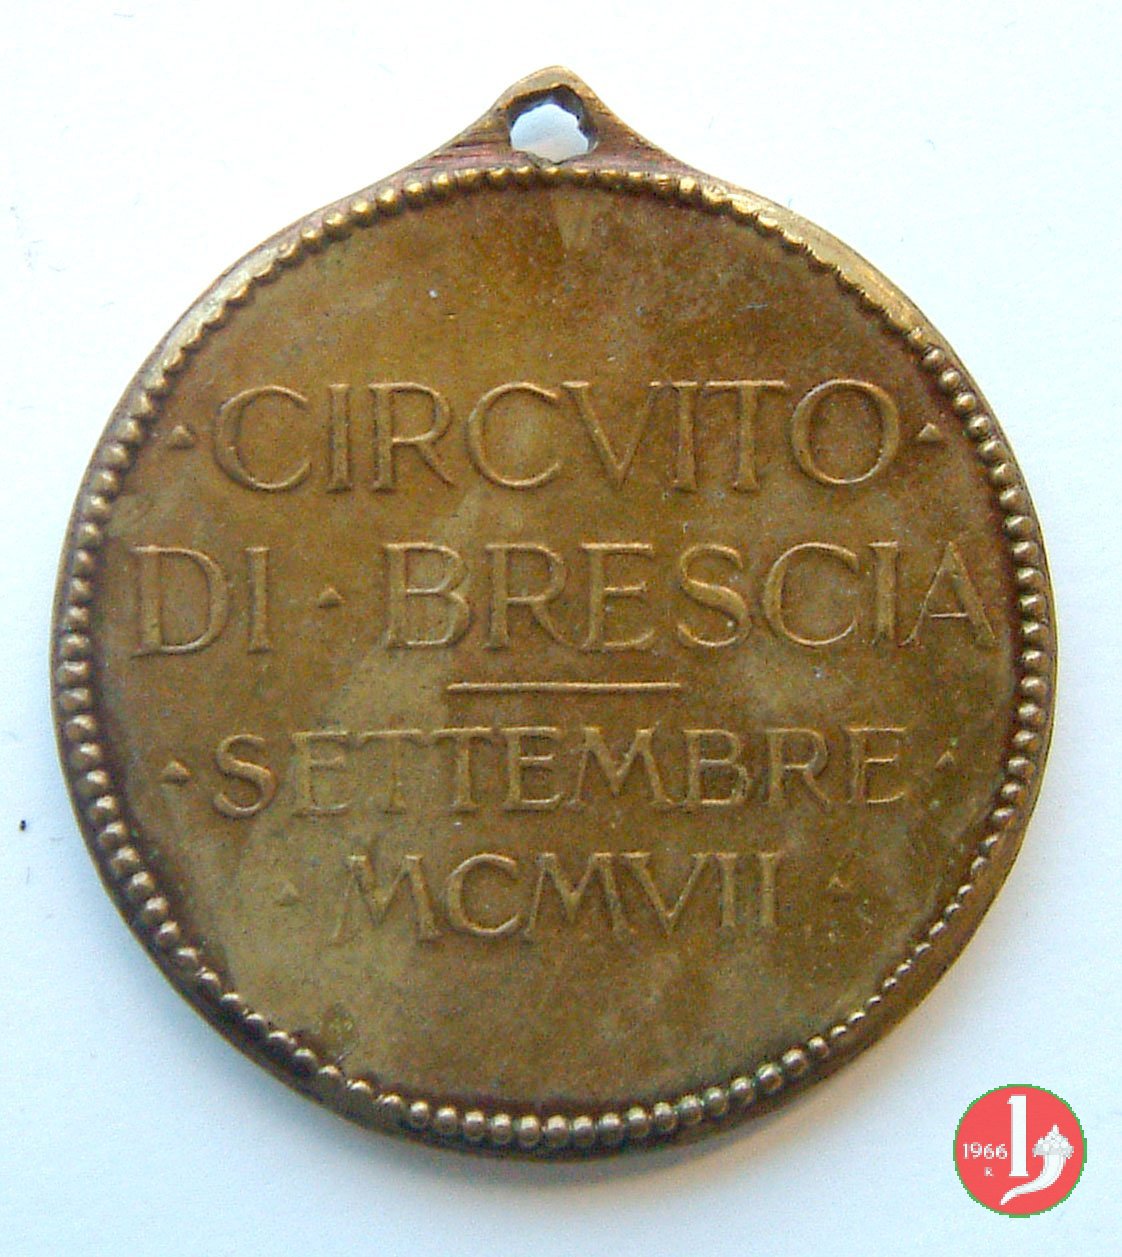 ·CIRCVITO·
DI·BRESCIA
·SETTEMBRE·
·MCMVII·
1966
R